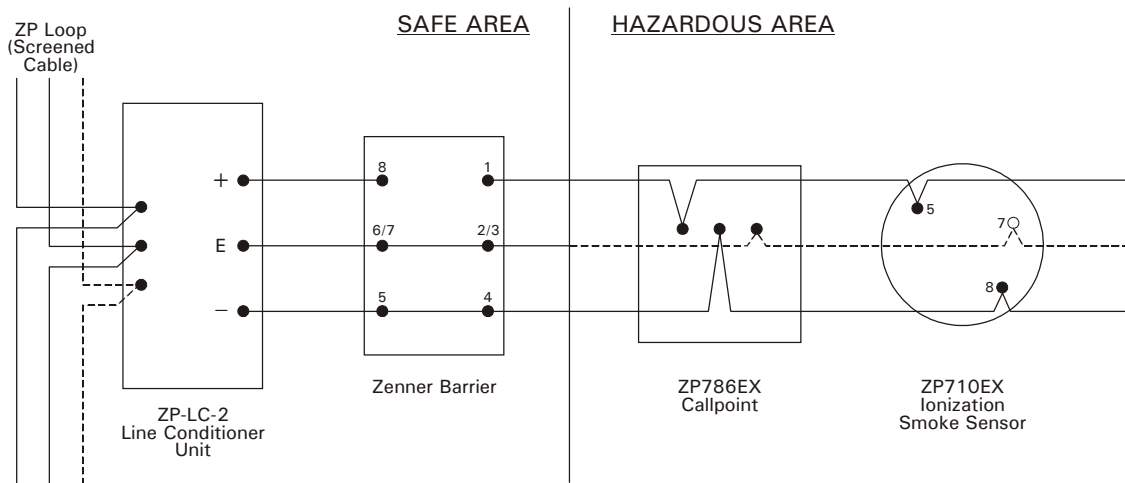 SAFE AREA
HAZARDOUS AREA
ZP Loop
(Screened
Cable)
+
E
−
8
1
6/7
2/3
5
4
5
7
8
ZP-LC-2
Line Conditioner
Unit
Zenner Barrier
ZP786EX
Callpoint
ZP710EX
Ionization
Smoke Sensor